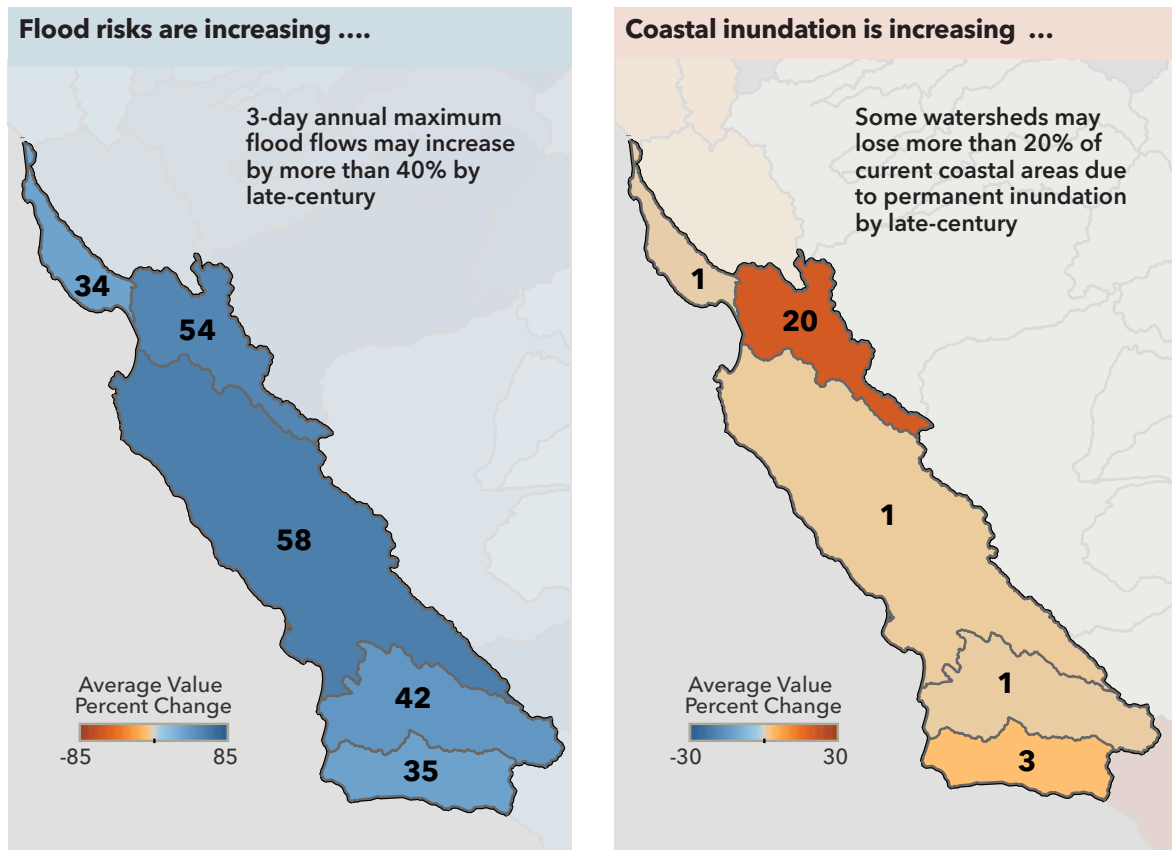 Flood risks are increasing ....
3-day annual maximum
flood flows may increase
by more than 40% by
late-century
34
54
58
42
35
Average Value
Percent Change
-85 85
Coastal inundation is increasing ...
Some watersheds may
lose more than 20% of
current coastal areas due
to permanent inundation
by late-century
1
20
1
1
3
Average Value
Percent Change
-30 30